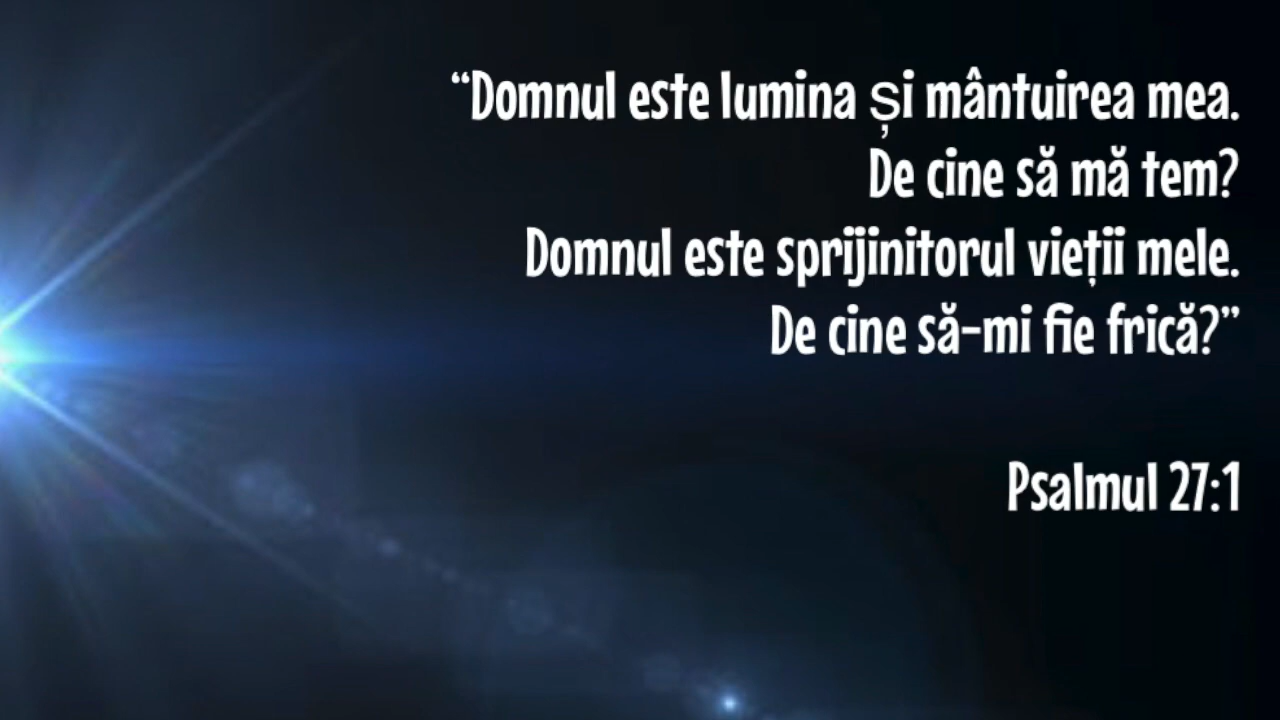 “Domnul este lumina și mântuirea mea.
De cine să mă tem?
Domnul este sprijinitorul vieții mele.
De cine să-mi fie frică?”
Psalmul 27:1